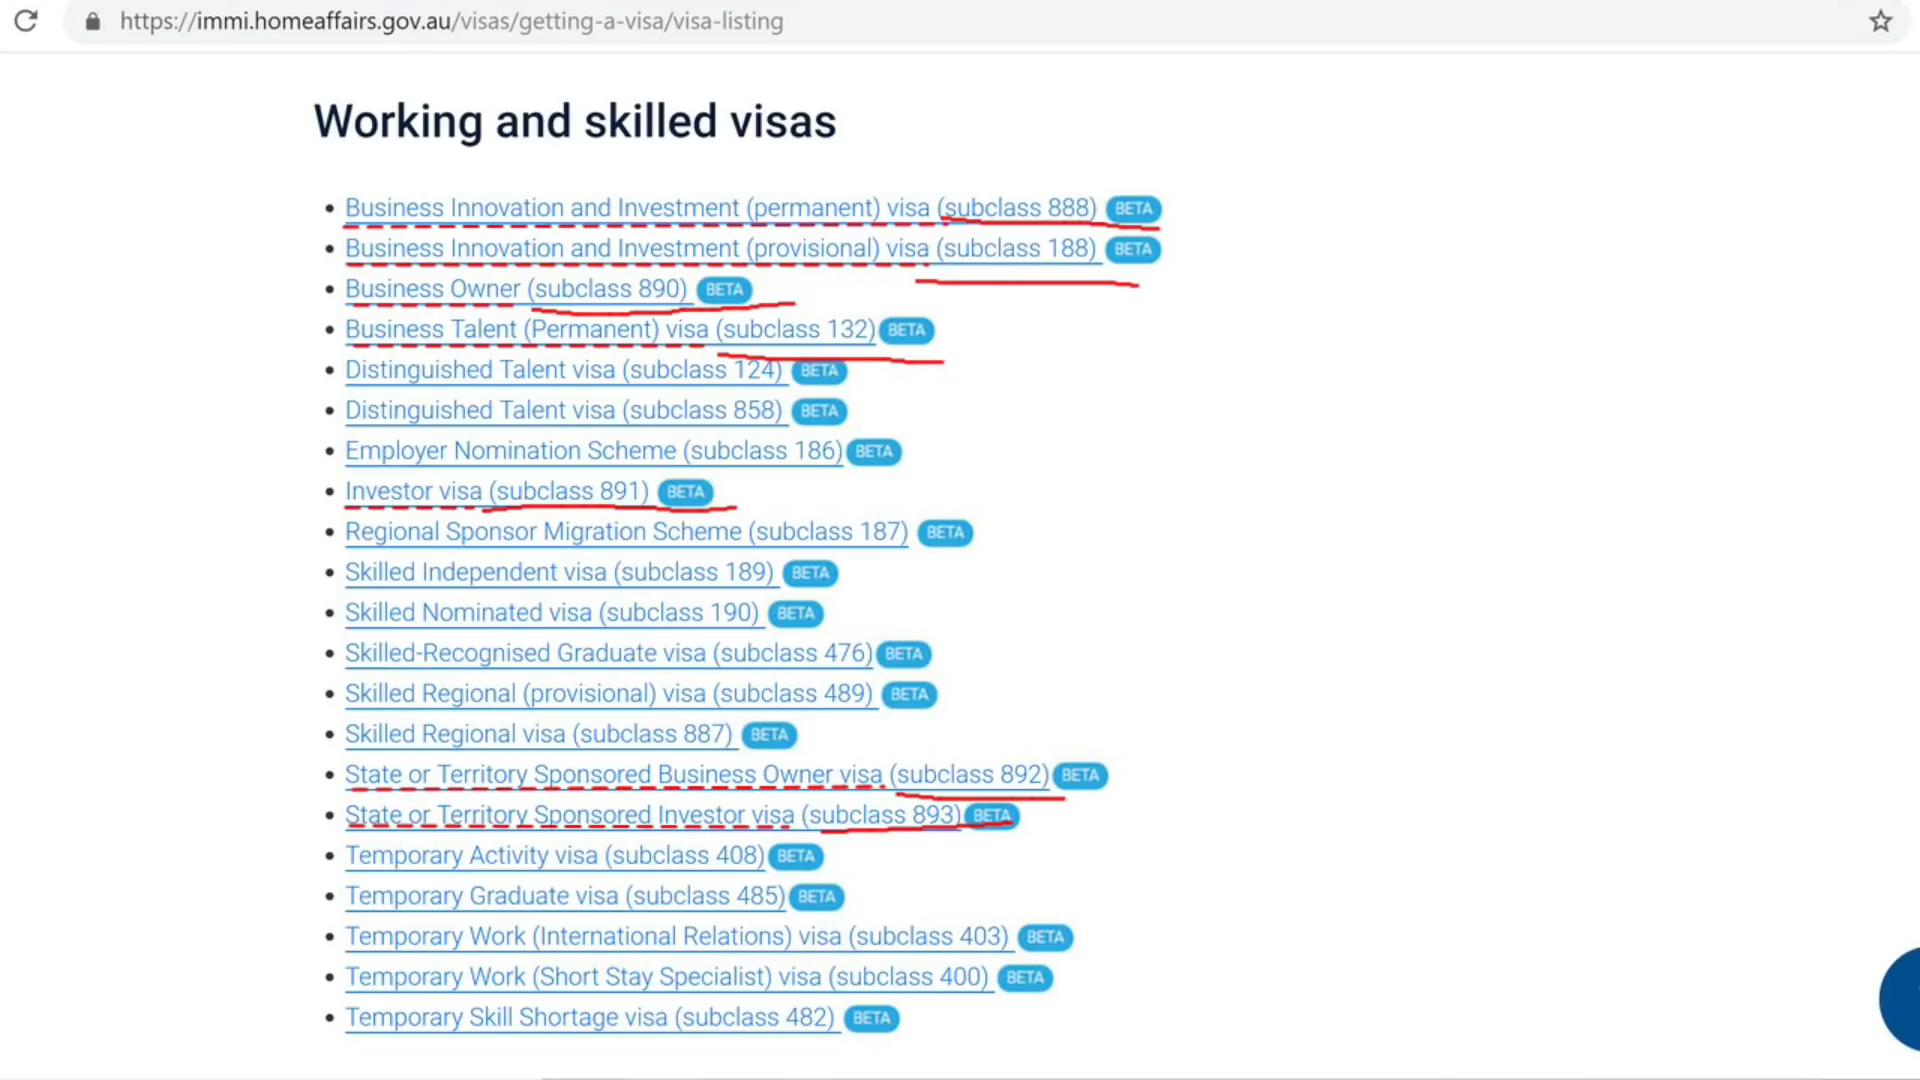 https://immi.homeaffairs.gov.au/visas/getting-a-visa/visa-listing
Working and skilled visas
Business Innovation and Investment (permanent) visa (subclass 888) BETA
Business Innovation and Investment (provisional) visa (subclass 188) BETA
Business Owner (subclass 890) BETA
Business Talent (Permanent) visa (subclass 132) BETA
Distinguished Talent visa (subclass 124) BETA
Distinguished Talent visa (subclass 858) BETA
Employer Nomination Scheme (subclass 186) BETA
Investor visa (subclass 891) BETA
Regional Sponsor Migration Scheme (subclass 187) BETA
Skilled Independent visa (subclass 189) BETA
Skilled Nominated visa (subclass 190) BETA
Skilled-Recognised Graduate visa (subclass 476) BETA
Skilled Regional (provisional) visa (subclass 489) BETA
Skilled Regional visa (subclass 887) BETA
State or Territory Sponsored Business Owner visa (subclass 892) BETA
State or Territory Sponsored Investor visa (subclass 893) BETA
Temporary Activity visa (subclass 408) BETA
Temporary Graduate visa (subclass 485) BETA
Temporary Work (International Relations) visa (subclass 403) BETA
Temporary Work (Short Stay Specialist) visa (subclass 400) BETA
Temporary Skill Shortage visa (subclass 482) BETA